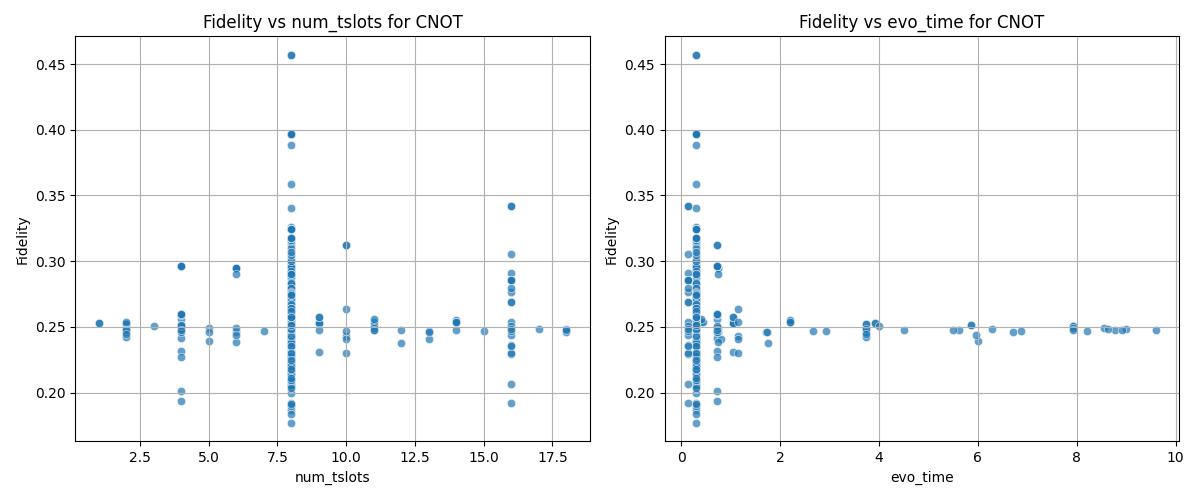 Fidelity vs num_tslots for CNOT
Fidelity
0.45
0.40
0.35
0.30
0.25
0.20
2.5 5.0 7.5 10.0 12.5 15.0 17.5
num_tslots
Fidelity vs evo_time for CNOT
Fidelity
0.45
0.40
0.35
0.30
0.25
0.20
0 2 4 6 8 10
evo_time